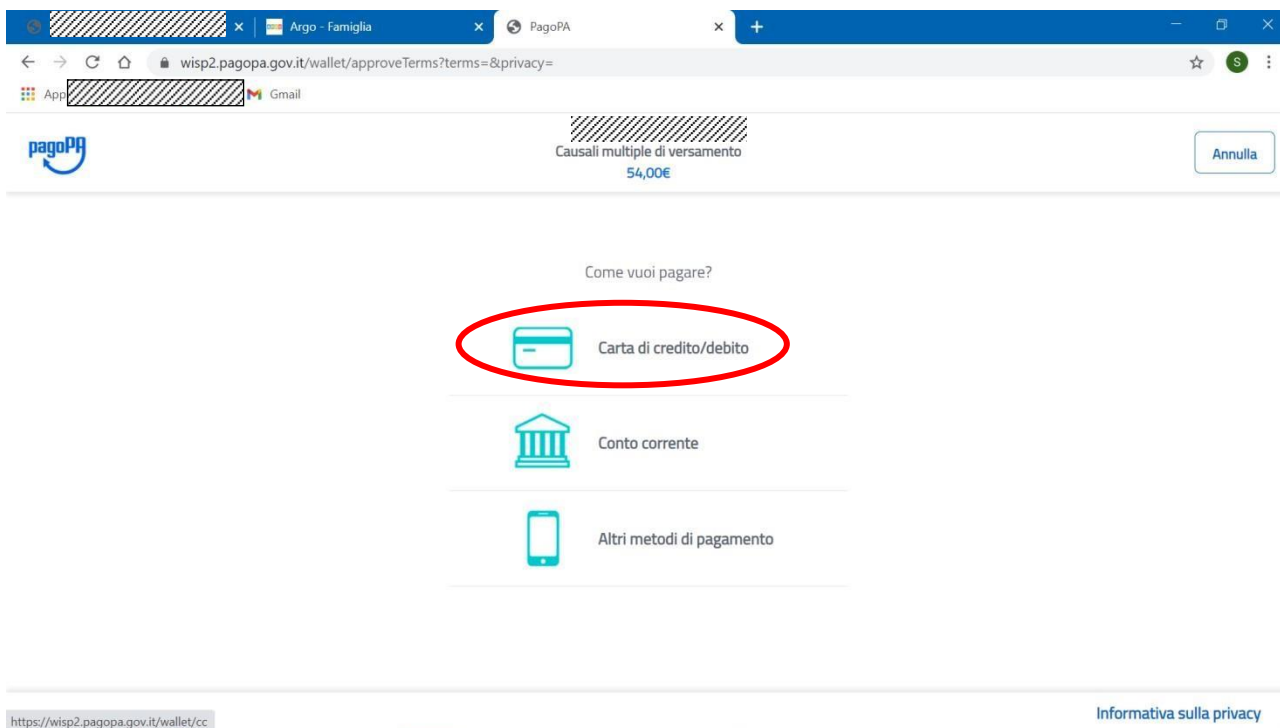 Argo - Famiglia
PagoPA
wisp2.pagopa.gov.it/wallet/approveTerms?terms=&privacy=
S
App
Gmail
pagoPA
Causali multiple di versamento
54,00€
Annulla
Come vuoi pagare?
Carta di credito/debito
Conto corrente
Altri metodi di pagamento
Informativa sulla privacy
https://wisp2.pagopa.gov.it/wallet/cc